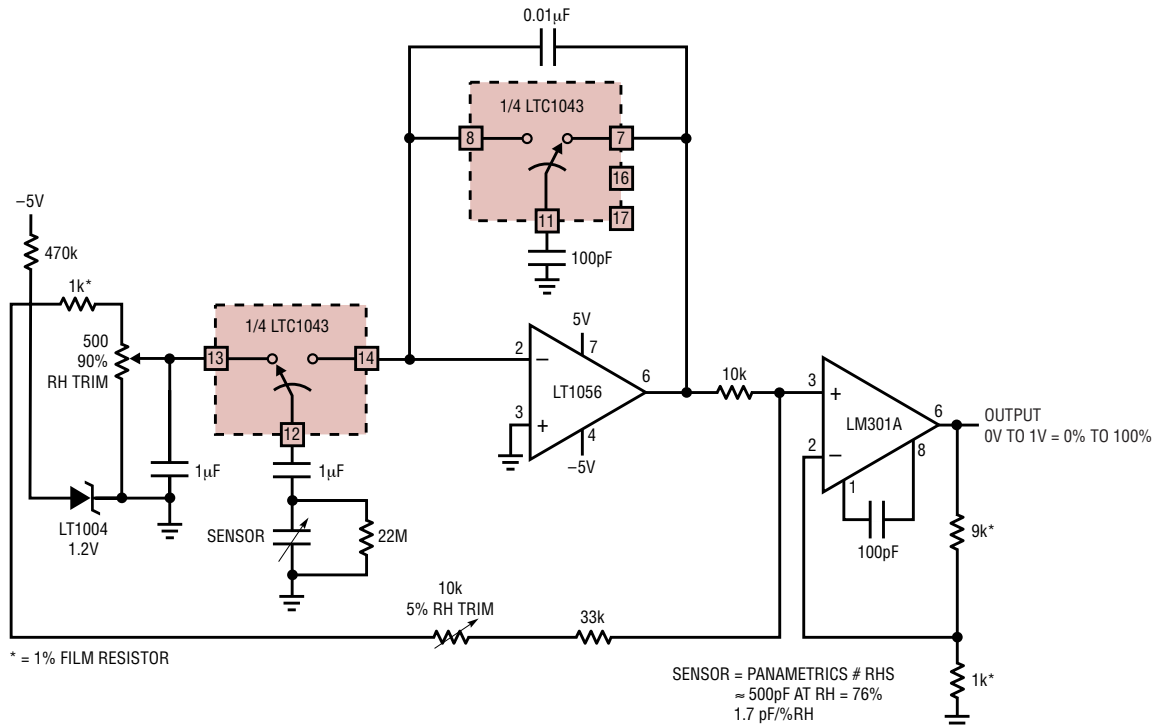 0.01µF
1/4 LTC1043
8
7
16
17
11
100pF
–5V
470k
1k*
500
90%
RH TRIM
1/4 LTC1043
13
14
12
1µF
1µF
LT1004
1.2V
SENSOR
22M
5V
2
–
7
LT1056
6
3
+
4
–5V
10k
3
+
LM301A
6
2
–
8
1
100pF
OUTPUT
0V TO 1V = 0% TO 100%
9k*
10k
5% RH TRIM
33k
1k*
* = 1% FILM RESISTOR
SENSOR = PANAMETRICS # RHS
≈ 500pF AT RH = 76%
1.7 pF/%RH